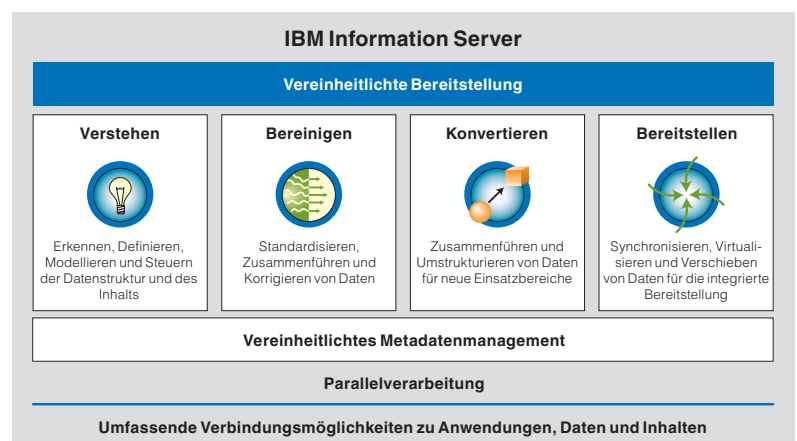 IBM Information Server
Vereinheitlichte Bereitstellung
Verstehen
Erkennen, Definieren,
Modellieren und Steuern
der Datenstruktur und des
Inhalts
Bereinigen
Standardisieren,
Zusammenführen und
Korrigieren von Daten
Konvertieren
Zusammenführen und
Umstrukturieren von Daten
für neue Einsatzbereiche
Bereitstellen
Synchronisieren, Virtuali-
sieren und Verschieben
von Daten für die integrierte
Bereitstellung
Vereinheitlichtes Metadatenmanagement
Parallelverarbeitung
Umfassende Verbindungsmöglichkeiten zu Anwendungen, Daten und Inhalten